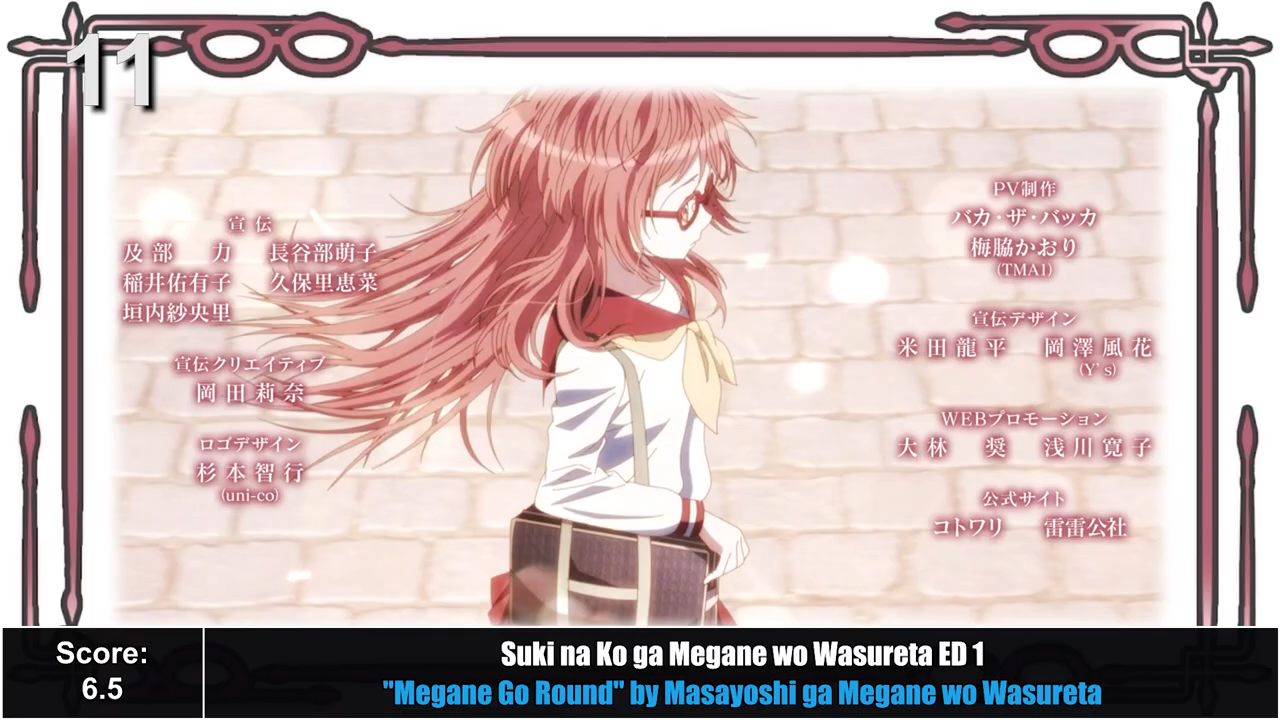 11
宣伝
及部 力 長谷部萌子
稲井佑有子 久保里恵菜
垣内紗央里
宣伝クリエイティブ
岡田莉奈
ロゴデザイン
杉本智行
(uni-co)
PV制作
バカ・ザ・バッカ
梅脇かおり
(TMA1)
宣伝デザイン
米田龍平 岡澤風花
(Y's)
WEBプロモーション
大林 奨 浅川寛子
公式サイト
コトワリ 雷雷公社
Score:
6.5
Suki na Ko ga Megane wo Wasureta ED 1
"Megane Go Round" by Masayoshi ga Megane wo Wasureta